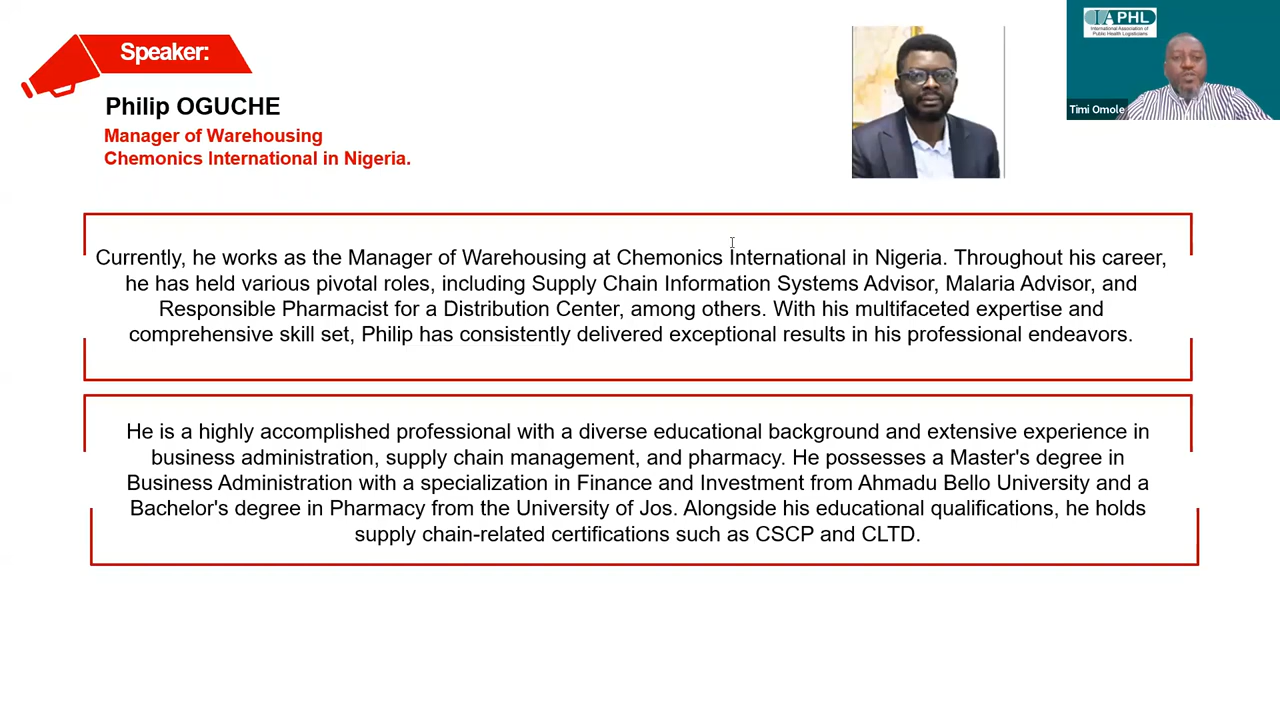 Speaker:
Philip OGUCHE
Manager of Warehousing
Chemonics International in Nigeria.
IAPHL
International Association of
Public Health Logisticians
Timi Omole
Currently, he works as the Manager of Warehousing at Chemonics International in Nigeria. Throughout his career,
he has held various pivotal roles, including Supply Chain Information Systems Advisor, Malaria Advisor, and
Responsible Pharmacist for a Distribution Center, among others. With his multifaceted expertise and
comprehensive skill set, Philip has consistently delivered exceptional results in his professional endeavors.
He is a highly accomplished professional with a diverse educational background and extensive experience in
business administration, supply chain management, and pharmacy. He possesses a Master's degree in
Business Administration with a specialization in Finance and Investment from Ahmadu Bello University and a
Bachelor's degree in Pharmacy from the University of Jos. Alongside his educational qualifications, he holds
supply chain-related certifications such as CSCP and CLTD.